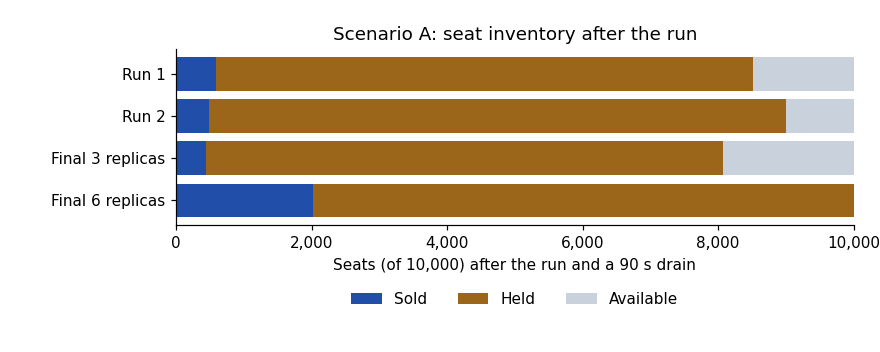 Scenario A: seat inventory after the run
Run 1
Run 2
Final 3 replicas
Final 6 replicas
0 2,000 4,000 6,000 8,000 10,000
Seats (of 10,000) after the run and a 90 s drain
Sold Held Available